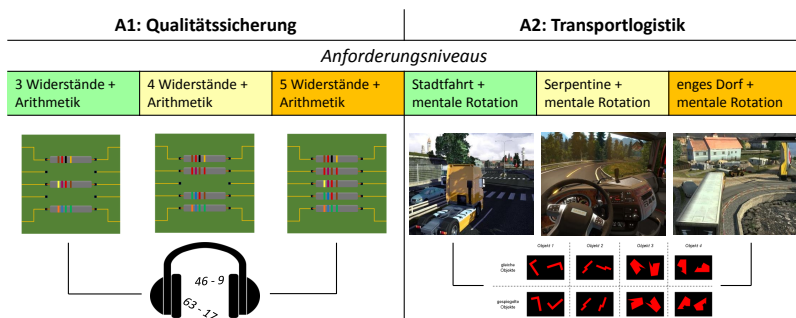 A1: Qualitätssicherung
A2: Transportlogistik
Anforderungsniveaus
3 Widerstände +
Arithmetik
4 Widerstände +
Arithmetik
5 Widerstände +
Arithmetik
Stadtfahrt +
mentale Rotation
Serpentine +
mentale Rotation
enges Dorf +
mentale Rotation
46 - 9
63 - 17
Objekt 1
Objekt 2
Objekt 3
Objekt 4
gleiche
Objekte
gespiegelte
Objekte